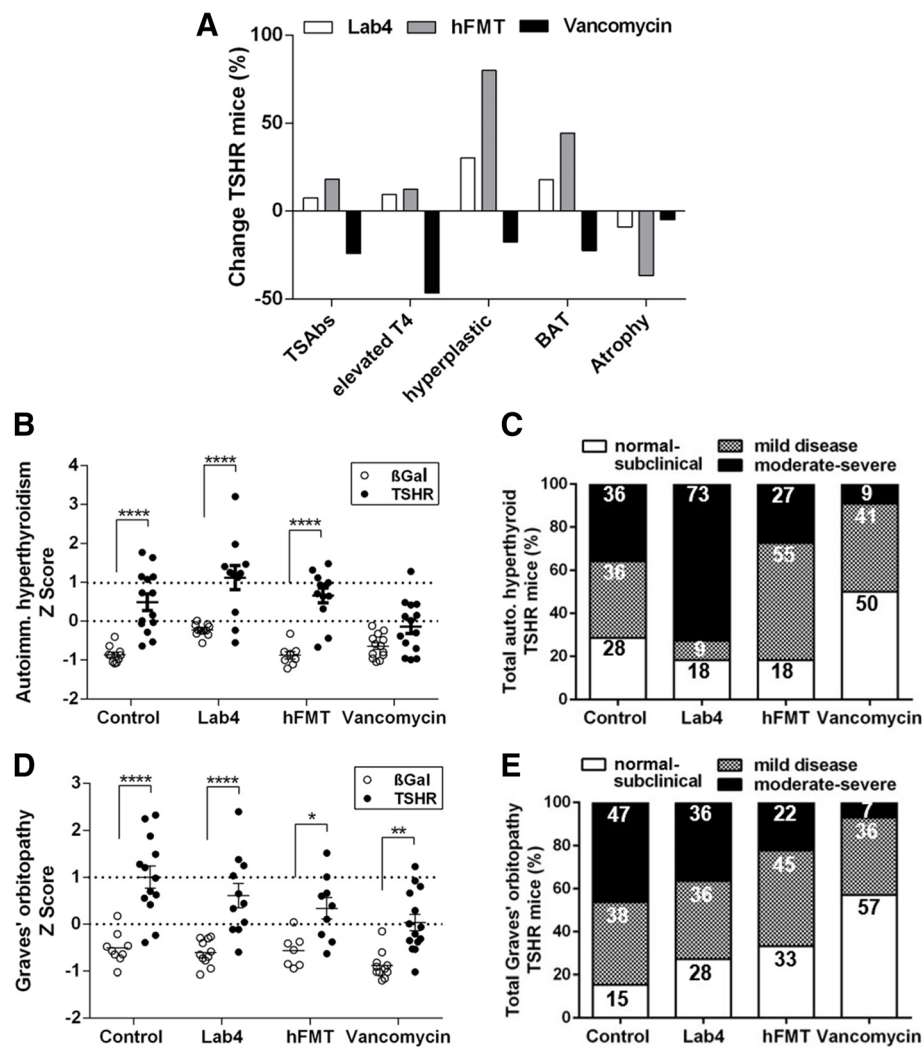 A
Lab4 hFMT Vancomycin
Change TSHR mice (%)
100
50
0
-50
TSAbs
elevated T4
hyperplastic
BAT
Atrophy
B
Autoimm. hyperthyroidism
Z Score
4
3
2
1
0
-1
-2
ßGal
TSHR
****
****
****
Control Lab4 hFMT Vancomycin
C
normal-
subclinical
mild disease
moderate-severe
Total auto. hyperthyroid
TSHR mice (%)
100
80
60
40
20
0
36 73 27 9
36 9 55 41
28 18 18 50
Control Lab4 hFMT Vancomycin
D
Graves' orbitopathy
Z Score
3
2
1
0
-1
-2
ßGal
TSHR
****
****
*
**
Control Lab4 hFMT Vancomycin
E
normal-
subclinical
mild disease
moderate-severe
Total Graves' orbitopathy
TSHR mice (%)
100
80
60
40
20
0
47 36 22 7
38 36 45 36
15 28 33 57
Control Lab4 hFMT Vancomycin